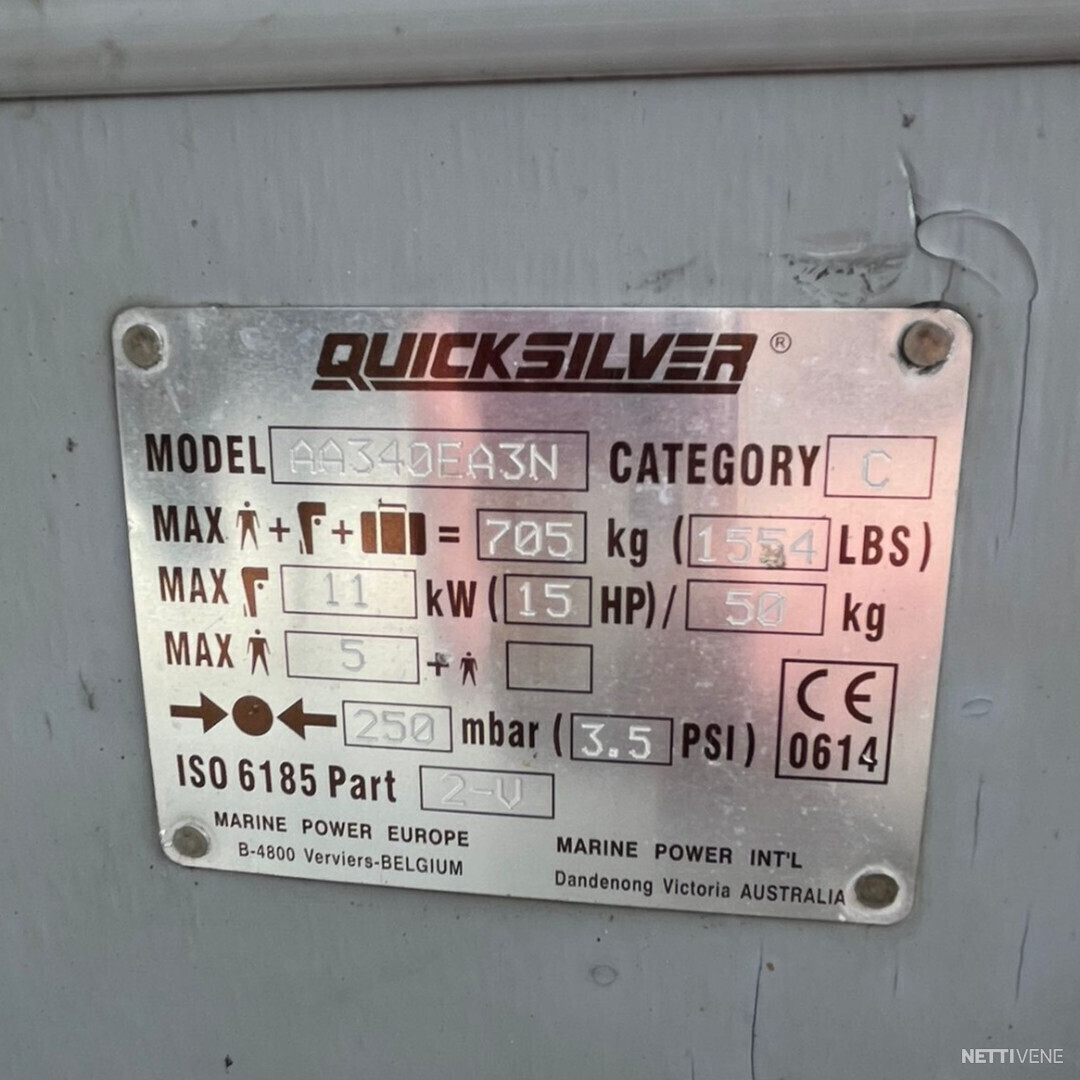 QUICKSILVER®
MODEL AA340EA3N CATEGORY C
MAX + + = 705 kg (1554 LBS)
MAX 11 kW (15 HP)/ 50 kg
MAX 5 +
250 mbar (3.5 PSI)
CE
0614
ISO 6185 Part 2-V
MARINE POWER EUROPE
B-4800 Verviers-BELGIUM
MARINE POWER INT'L
Dandenong Victoria AUSTRALIA
NETTIVENE